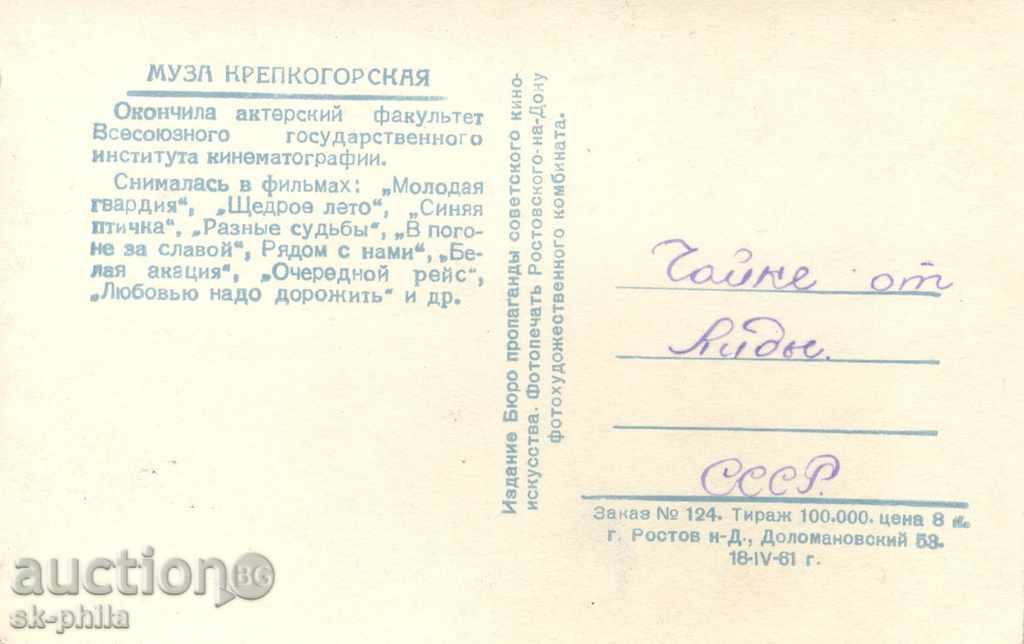 МУЗА КРЕПКОГОРСКАЯ
Окончила актерский факультет
Всесоюзного государственного
института кинематографии.
Снималась в фильмах: „Молодая
гвардия“, „Щедрое лето“, „Синяя
птичка“, „Разные судьбы“, „В пого-
не за славой“, Рядом с нами“, „Бе-
лая акация“, „Очередной рейс“,
„Любовью надо дорожить“ и др.
Издание Бюро пропаганды советского кино-
искусства. Фотопечать Ростовского-на-Дону
фотохудожественного комбината.
Чайке от
Лиды.
СССР.
Заказ № 124. Тираж 100.000. цена 8 к.
г. Ростов н-Д., Доломановский 53.
18-IV-61 г.
auction BG
sk-phila